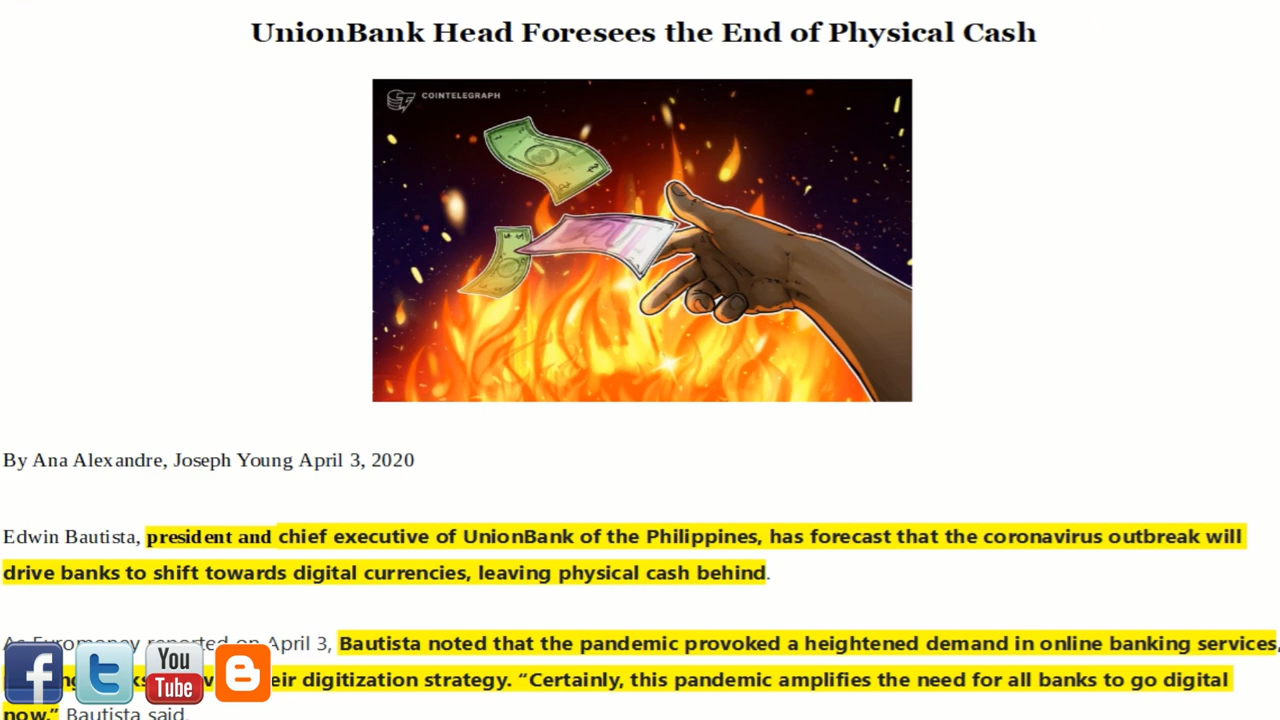 UnionBank Head Foresees the End of Physical Cash
COINTELEGRAPH
By Ana Alexandre, Joseph Young April 3, 2020
Edwin Bautista, president and chief executive of UnionBank of the Philippines, has forecast that the coronavirus outbreak will
drive banks to shift towards digital currencies, leaving physical cash behind.
As Euromoney reported on April 3, Bautista noted that the pandemic provoked a heightened demand in online banking services,
digitization strategy. “Certainly, this pandemic amplifies the need for all banks to go digital
now.” Bautista said.
You
Tube